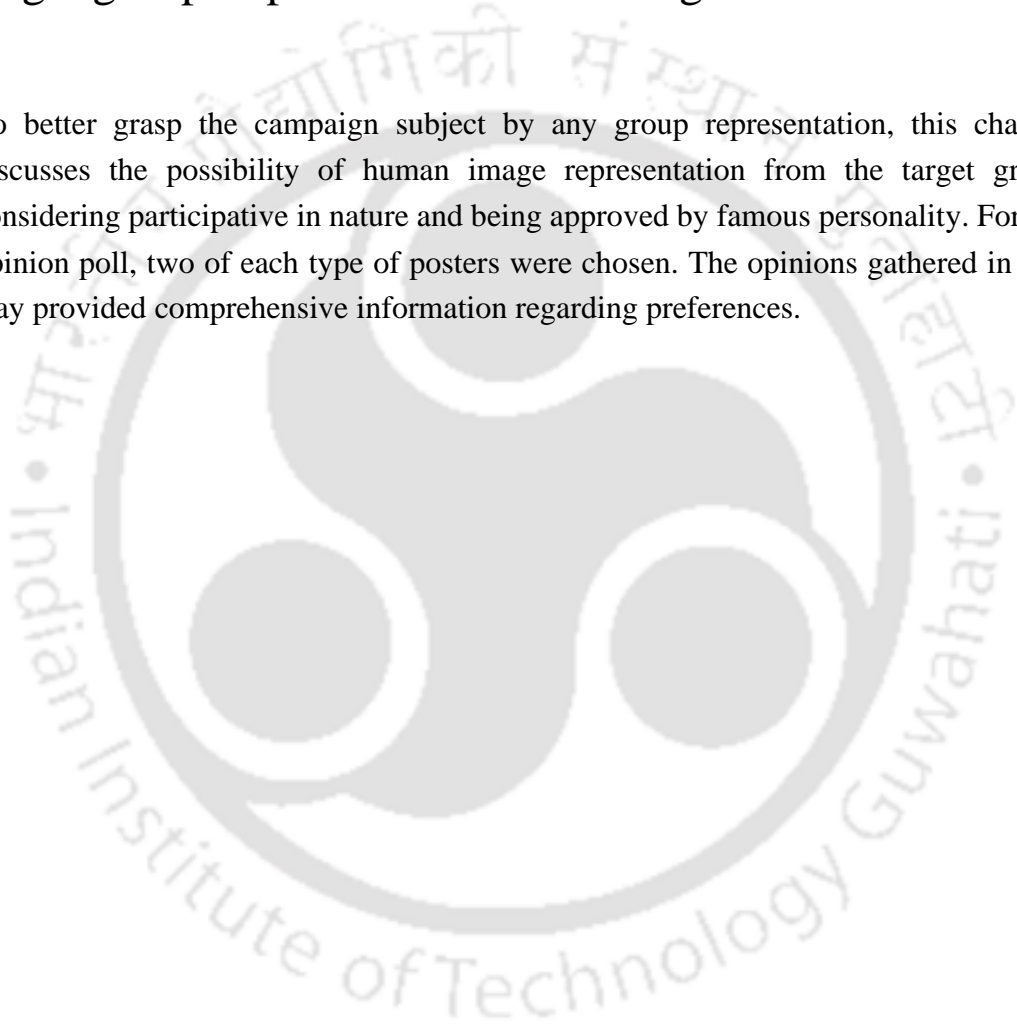 o better grasp the campaign subject by any group representation, this cha
iscusses the possibility of human image representation from the target gr
onsidering participative in nature and being approved by famous personality. For
pinion poll, two of each type of posters were chosen. The opinions gathered in
ay provided comprehensive information regarding preferences.
भारतीय प्रौद्योगिकी संस्थान गुवाहाटी
• Indian Institute of Technology Guwahati •